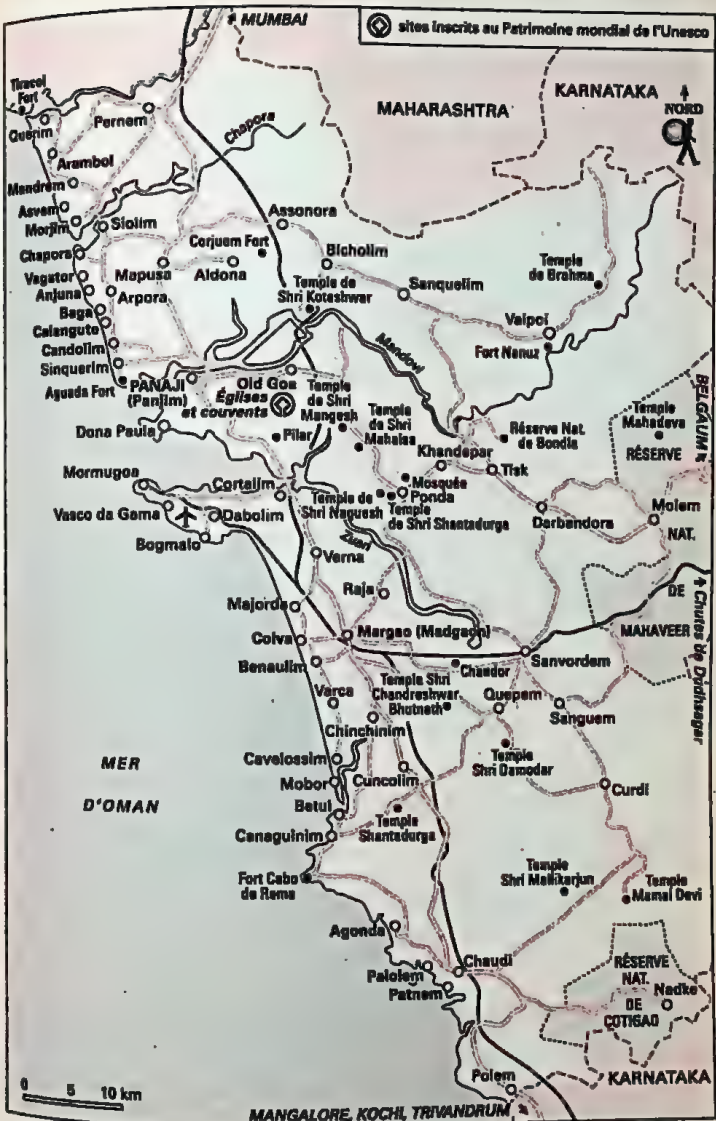 MUMBAI
sites inscrits au Patrimoine mondial de l'Unesco
KARNATAKA
MAHARASHTRA
NORD
Tiracol
Fort
Querim
Pernem
Chapora
Arambol
Mandrem
Asvem
Morjim
Siolim
Assonora
Corjuem Fort
Chapora
Bicholim
Vagator
Mapusa
Aldona
Temple
de Brahma
Anjuna
Arpora
Temple de
Shri Koteshwar
Sanquelim
Baga
Calangute
Valpoi
Candolim
Mandovi
Fort Nanuz
Sinquerim
Aguada Fort
PANAJI
(Panjim)
Old Goa
Églises
et couvents
Temple
de Shri
Mangesh
Temple
de Shri
Mahalsa
BELGAUM
Temple
Mahadeva
Dona Paula
Pilar
Réserve Nat.
de Bondla
RÉSERVE
Khandepar
Tisk
Mormugoa
Cortalim
Mosquée
Ponda
Temple de
Shri Naguesh
Temple
de Shri Shantadurga
Molem
Vasco da Gama
Dabolim
Darbandora
NAT.
Bogmalo
Zuari
Verna
Raja
DE
Majorda
Margao (Madgaon)
MAHAVEER
Chutes de Dudhsagar
Colva
Chandor
Sanvordem
Benaulim
Temple Shri
Chandreshwar
Bhutnath
Quepem
Varca
Sanguem
Chinchinim
MER
D'OMAN
Cavelossim
Temple
Shri Damodar
Mobor
Cuncolim
Curdi
Betul
Temple
Shantadurga
Canaguinim
Fort Cabo
de Rama
Temple
Shri Mallikarjun
Temple
Mamai Devi
Agonda
Chaudi
Palolem
Patnem
RÉSERVE
NAT.
DE
COTIGAO
Nadke
Polem
KARNATAKA
0 5 10 km
MANGALORE, KOCHI, TRIVANDRUM